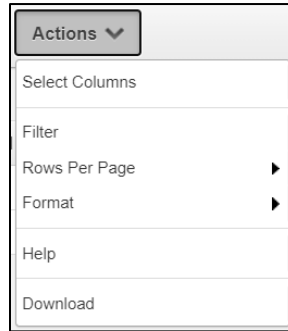 Actions
Select Columns
Filter
Rows Per Page
Format
Help
Download